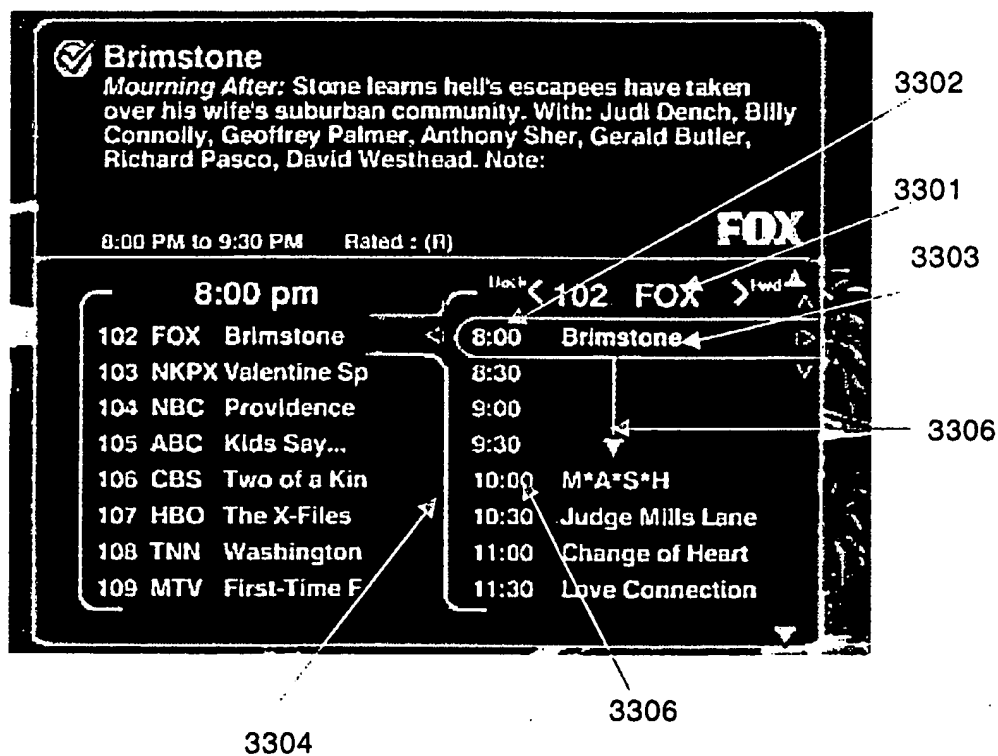 Brimstone
Mourning After: Stone learns hell's escapees have taken
over his wife's suburban community. With: Judi Dench, Billy
Connolly, Geoffrey Palmer, Anthony Sher, Gerald Butler,
Richard Pasco, David Westhead. Note:
8:00 PM to 9:30 PM Rated : (R)
FOX
8:00 pm
102 FOX Brimstone
103 NKPX Valentine Sp
104 NBC Providence
105 ABC Kids Say...
106 CBS Two of a Kin
107 HBO The X-Files
108 TNN Washington
109 MTV First-Time F
Back < 102 FOX > Fwd
8:00 Brimstone
8:30
9:00
9:30
10:00 M*A*S*H
10:30 Judge Mills Lane
11:00 Change of Heart
11:30 Love Connection
3302
3301
3303
3306
3306
3304